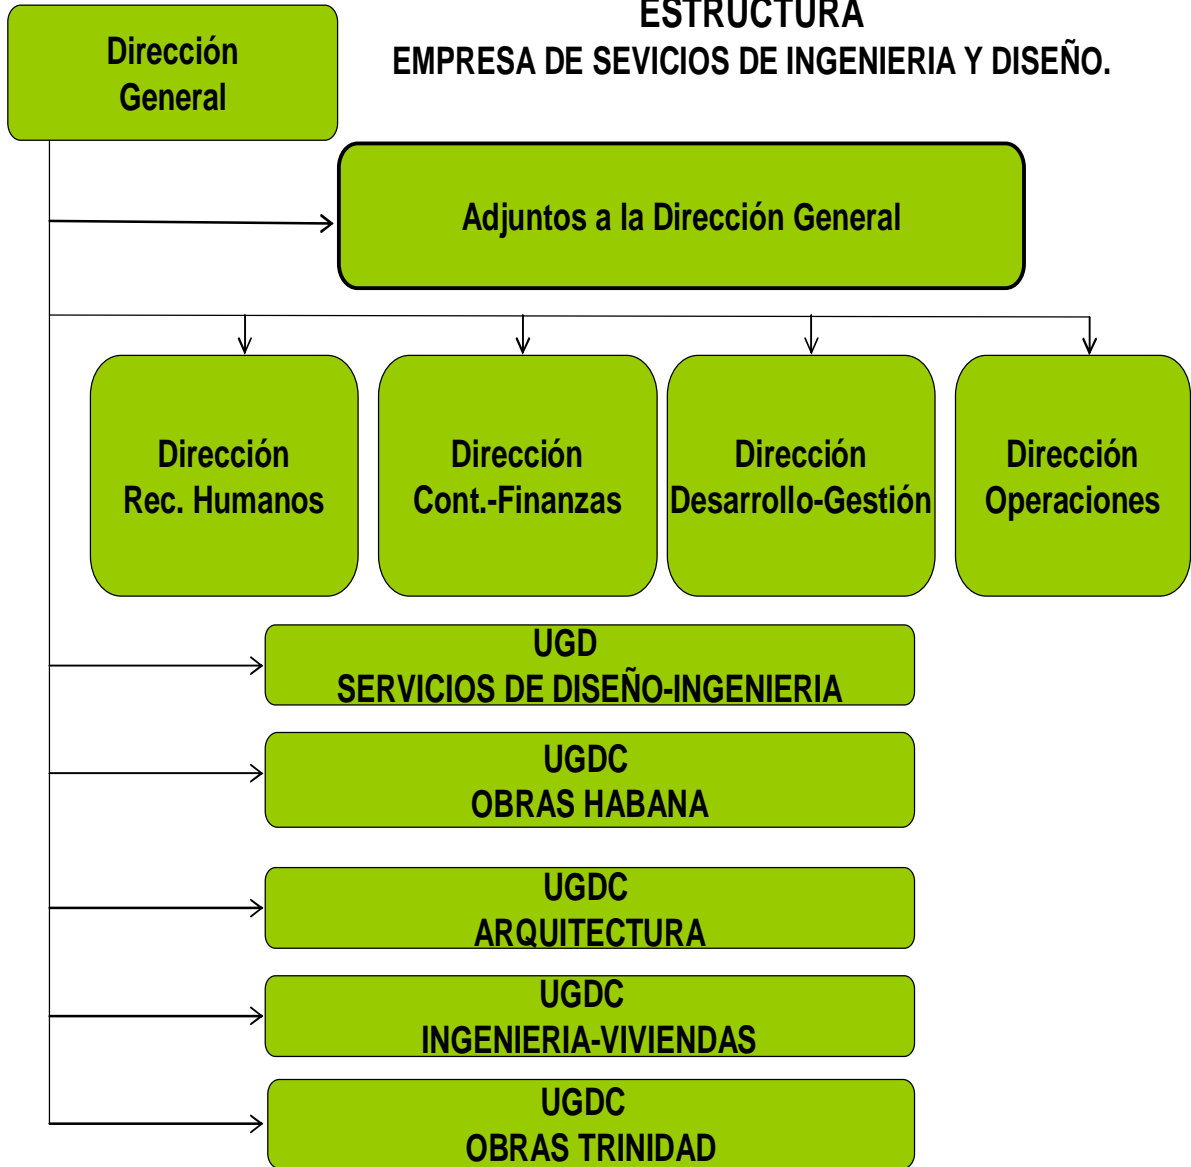 ESTRUCTURA
EMPRESA DE SEVICIOS DE INGENIERIA Y DISEÑO.
Dirección
General
Adjuntos a la Dirección General
Dirección
Rec. Humanos
Dirección
Cont.-Finanzas
Dirección
Desarrollo-Gestión
Dirección
Operaciones
UGD
SERVICIOS DE DISEÑO-INGENIERIA
UGDC
OBRAS HABANA
UGDC
ARQUITECTURA
UGDC
INGENIERIA-VIVIENDAS
UGDC
OBRAS TRINIDAD